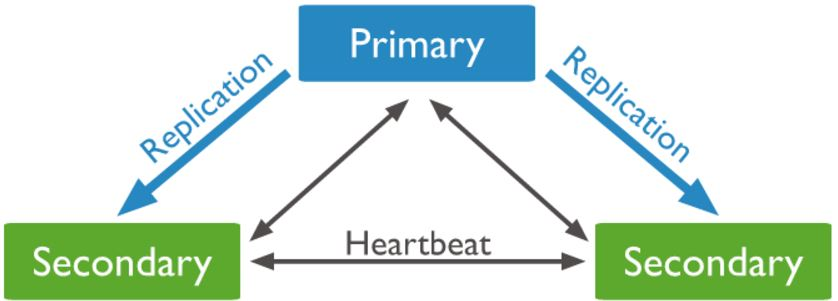 Primary
Replication
Replication
Heartbeat
Secondary
Secondary